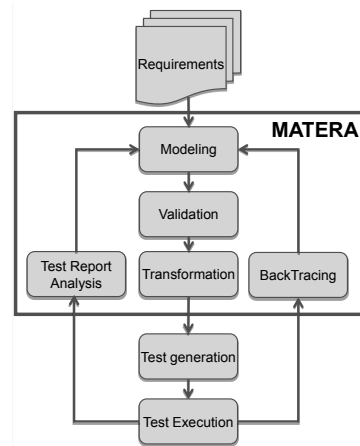 Requirements
MATERA
Modeling
Validation
Test Report
Analysis
Transformation
BackTracing
Test generation
Test Execution